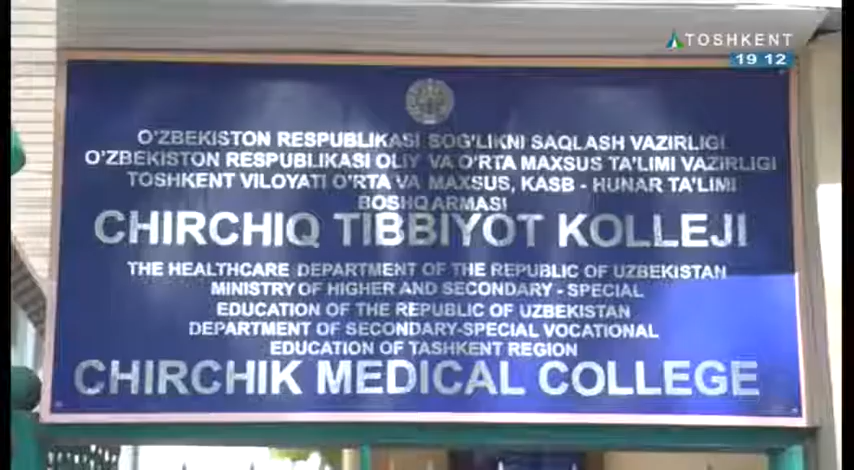 TOSHKENT
19 12
O'ZBEKISTON RESPUBLIKASI SOG'LIKNI SAQLASH VAZIRLIGI
O'ZBEKISTON RESPUBLIKASI OLIY VA O'RTA MAXSUS TA'LIMI VAZIRLIGI
TOSHKENT VILOYATI O'RTA VA MAXSUS, KASB - HUNAR TA'LIMI
BOSHQARMASI
CHIRCHIQ TIBBIYOT KOLLEJI
THE HEALTHCARE DEPARTMENT OF THE REPUBLIC OF UZBEKISTAN
MINISTRY OF HIGHER AND SECONDARY - SPECIAL
EDUCATION OF THE REPUBLIC OF UZBEKISTAN
DEPARTMENT OF SECONDARY-SPECIAL VOCATIONAL
EDUCATION OF TASHKENT REGION
CHIRCHIK MEDICAL COLLEGE